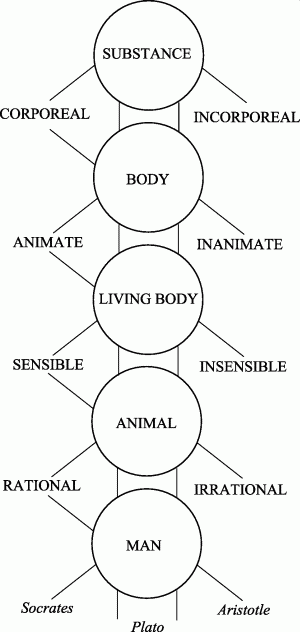 SUBSTANCE
CORPOREAL
INCORPOREAL
BODY
ANIMATE
INANIMATE
LIVING BODY
SENSIBLE
INSENSIBLE
ANIMAL
RATIONAL
IRRATIONAL
MAN
Socrates
Plato
Aristotle